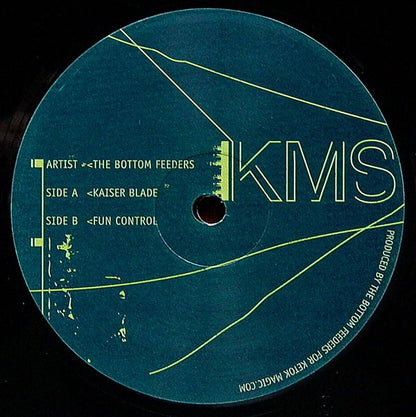 KMS
ARTIST <THE BOTTOM FEEDERS
SIDE A <KAISER BLADE
SIDE B <FUN CONTROL
PRODUCED BY THE BOTTOM FEEDERS FOR KETOK MAGIC.COM